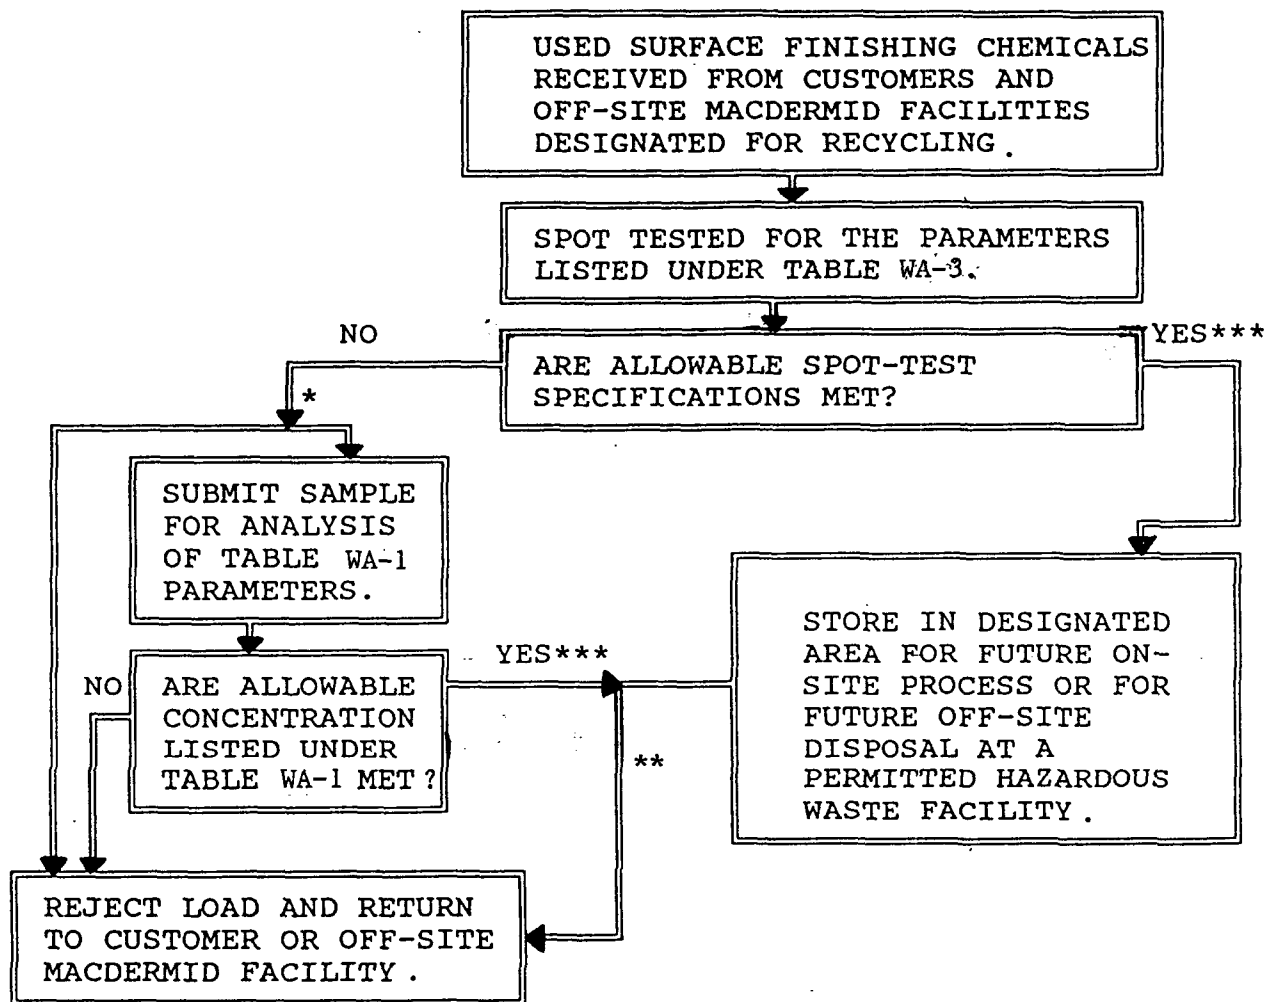 USED SURFACE FINISHING CHEMICALS
RECEIVED FROM CUSTOMERS AND
OFF-SITE MACDERMID FACILITIES
DESIGNATED FOR RECYCLING.
SPOT TESTED FOR THE PARAMETERS
LISTED UNDER TABLE WA-3.
NO
YES***
ARE ALLOWABLE SPOT-TEST
SPECIFICATIONS MET?
*
SUBMIT SAMPLE
FOR ANALYSIS
OF TABLE WA-1
PARAMETERS.
YES***
NO
ARE ALLOWABLE
CONCENTRATION
LISTED UNDER
TABLE WA-1 MET?
**
STORE IN DESIGNATED
AREA FOR FUTURE ON-
SITE PROCESS OR FOR
FUTURE OFF-SITE
DISPOSAL AT A
PERMITTED HAZARDOUS
WASTE FACILITY.
REJECT LOAD AND RETURN
TO CUSTOMER OR OFF-SITE
MACDERMID FACILITY.